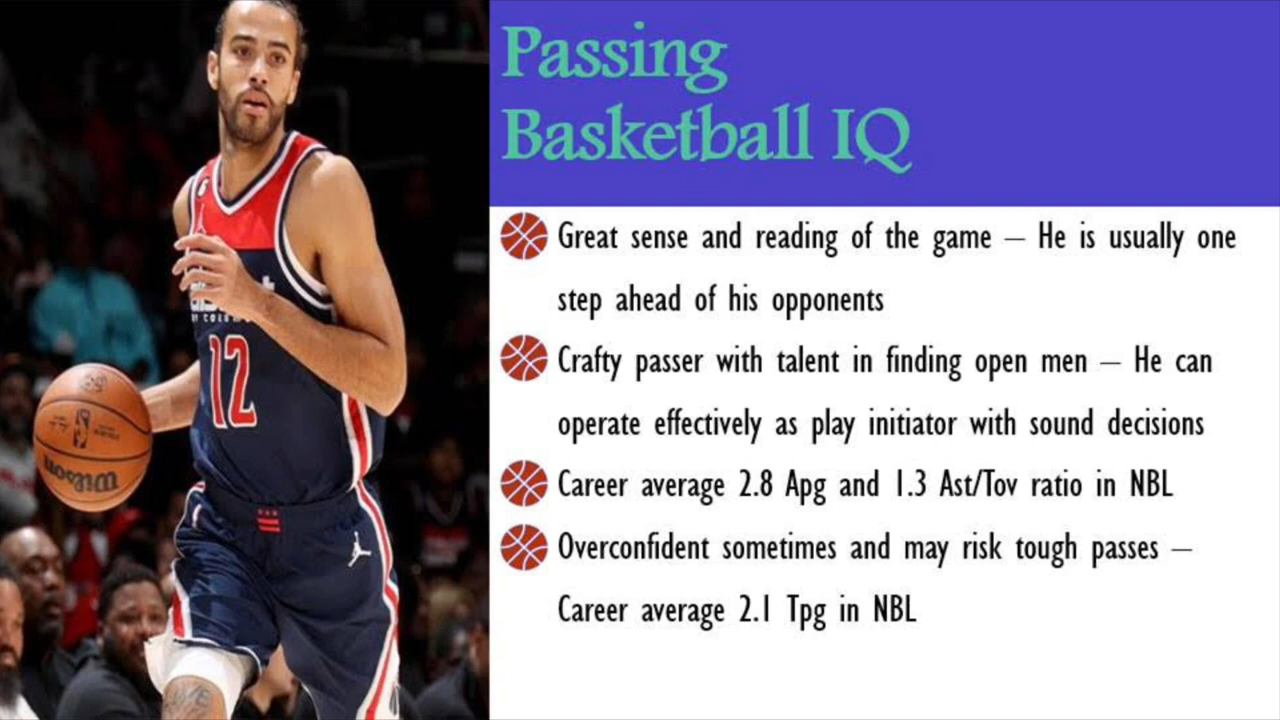 Passing
Basketball IQ
Great sense and reading of the game – He is usually one
step ahead of his opponents
Crafty passer with talent in finding open men – He can
operate effectively as play initiator with sound decisions
Career average 2.8 Apg and 1.3 Ast/Tov ratio in NBL
Overconfident sometimes and may risk tough passes –
Career average 2.1 Tpg in NBL
6
12
Wilson